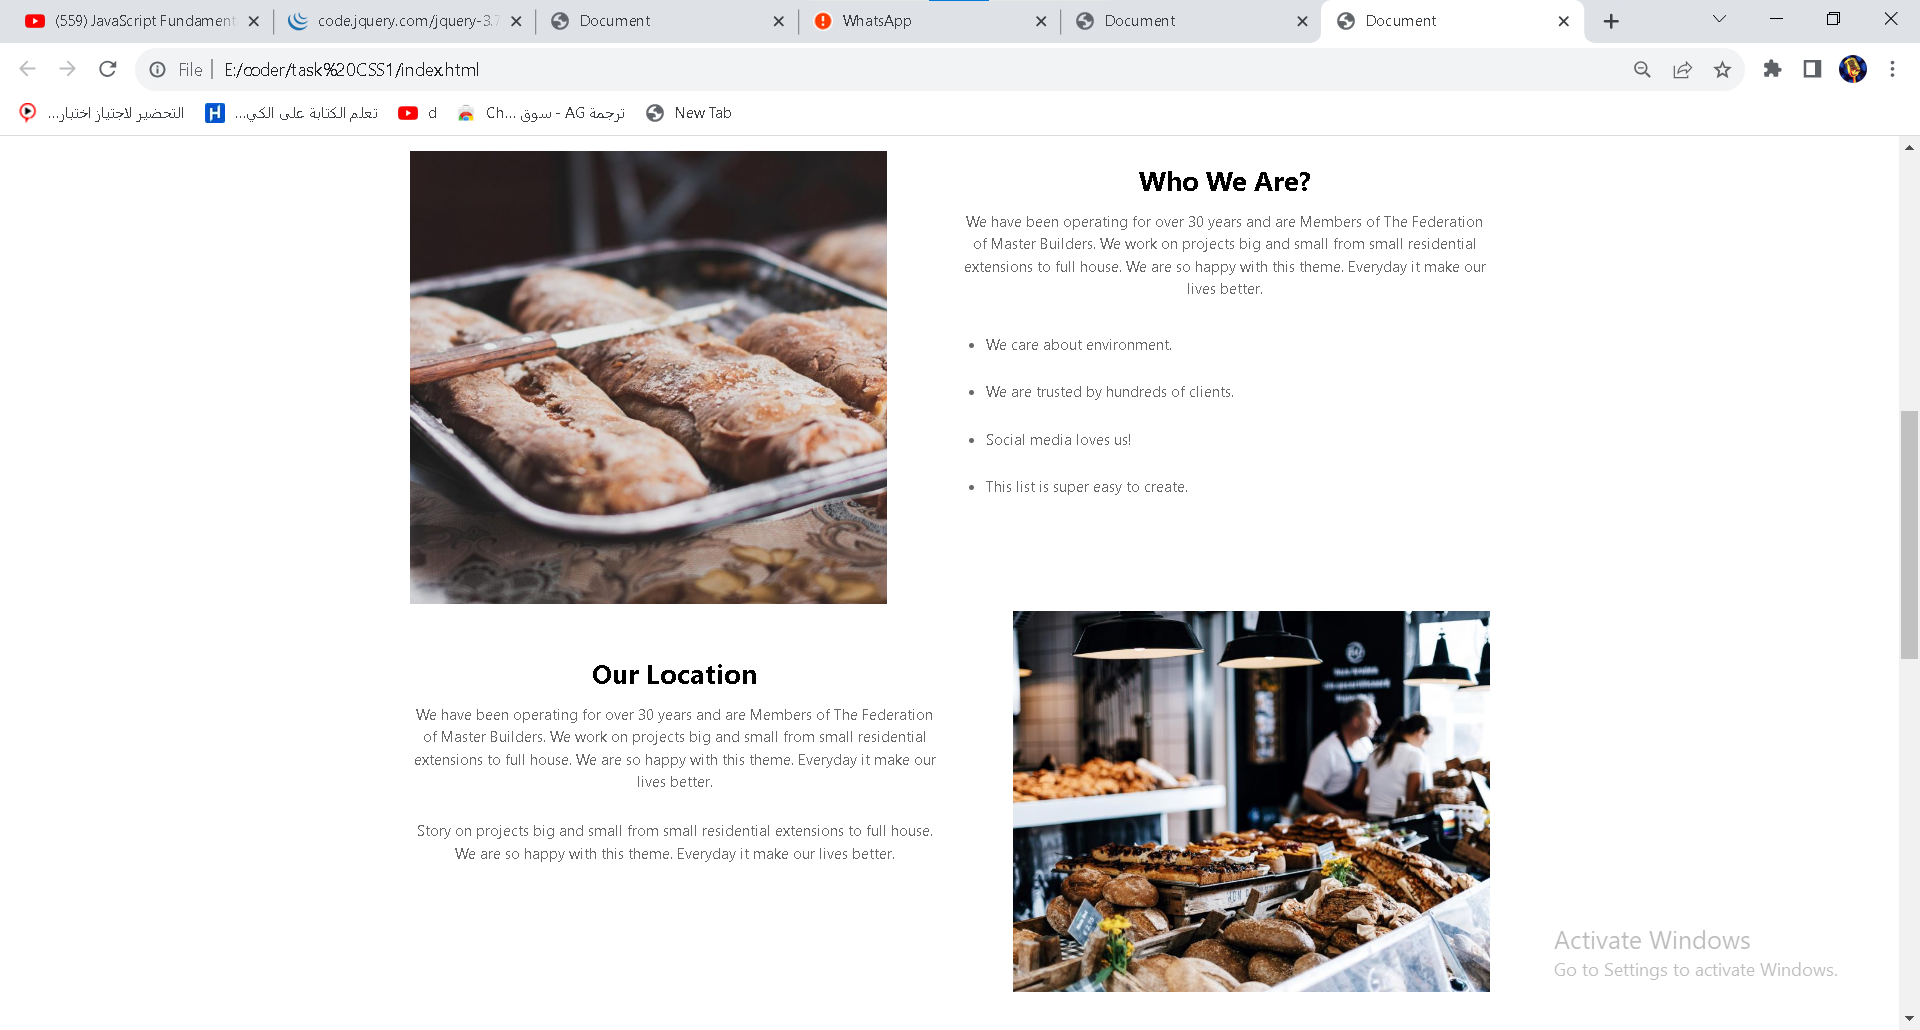 (559) JavaScript Fundament
code.jquery.com/jquery-3.7
Document
WhatsApp
Document
Document
File
E:/coder/task%20CSS1/index.html
التحضير لاجتياز اختبار...
تعلم الكتابة على الكي...
d
ترجمة AG - سوق ...Ch
New Tab
Who We Are?
We have been operating for over 30 years and are Members of The Federation
of Master Builders. We work on projects big and small from small residential
extensions to full house. We are so happy with this theme. Everyday it make our
lives better.
We care about environment.
We are trusted by hundreds of clients.
Social media loves us!
This list is super easy to create.
Our Location
We have been operating for over 30 years and are Members of The Federation
of Master Builders. We work on projects big and small from small residential
extensions to full house. We are so happy with this theme. Everyday it make our
lives better.
Story on projects big and small from small residential extensions to full house.
We are so happy with this theme. Everyday it make our lives better.
Activate Windows
Go to Settings to activate Windows.